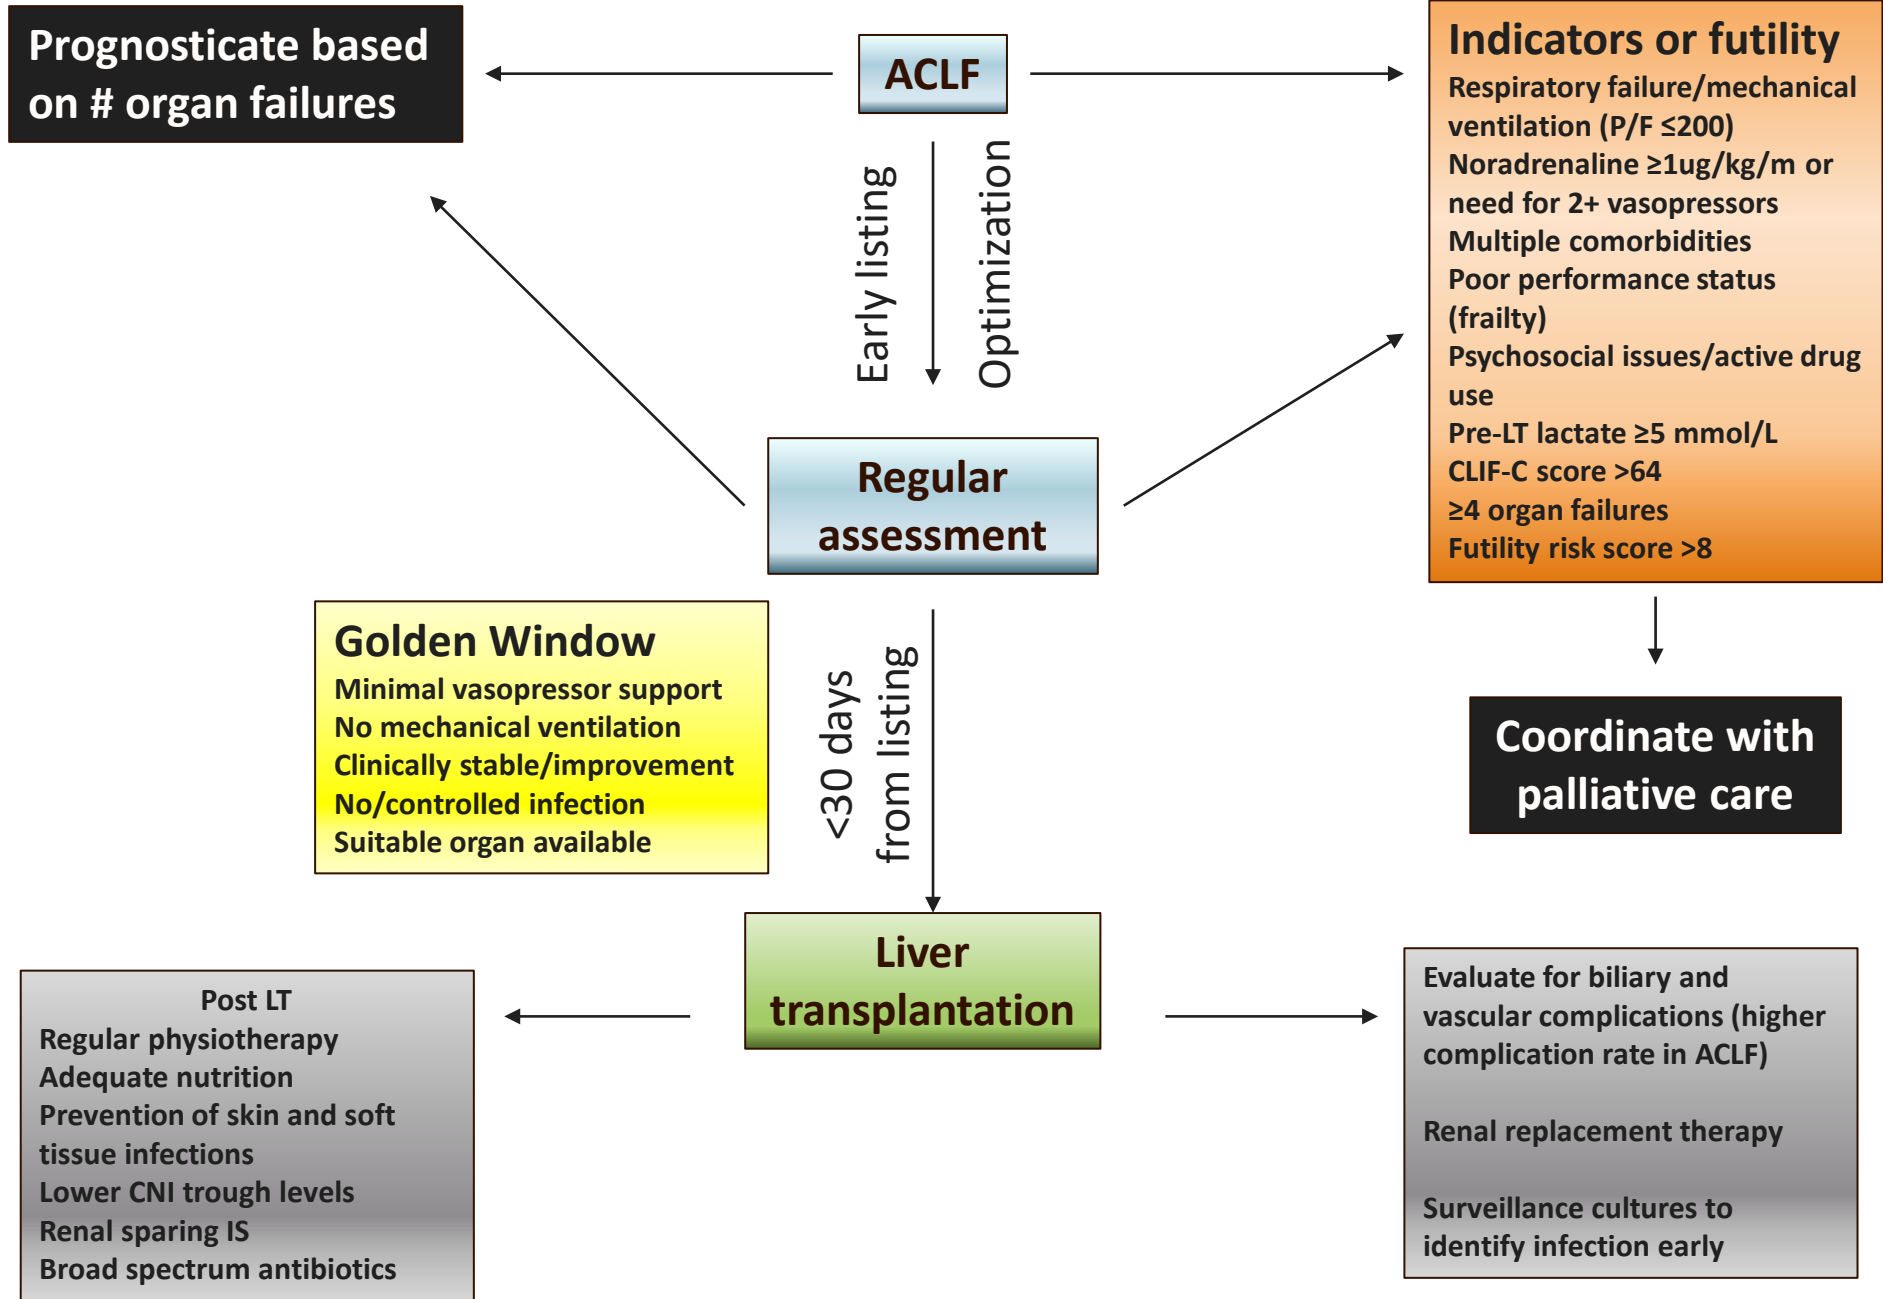 Prognosticate based
on # organ failures
ACLF
Indicators or futility
Respiratory failure/mechanical
ventilation (P/F ≤200)
Noradrenaline ≥1ug/kg/m or
need for 2+ vasopressors
Multiple comorbidities
Poor performance status
(frailty)
Psychosocial issues/active drug
use
Pre-LT lactate ≥5 mmol/L
CLIF-C score >64
≥4 organ failures
Futility risk score >8
Early listing
Optimization
Regular
assessment
Golden Window
Minimal vasopressor support
No mechanical ventilation
Clinically stable/improvement
No/controlled infection
Suitable organ available
<30 days
from listing
Coordinate with
palliative care
Liver
transplantation
Post LT
Regular physiotherapy
Adequate nutrition
Prevention of skin and soft
tissue infections
Lower CNI trough levels
Renal sparing IS
Broad spectrum antibiotics
Evaluate for biliary and
vascular complications (higher
complication rate in ACLF)
Renal replacement therapy
Surveillance cultures to
identify infection early